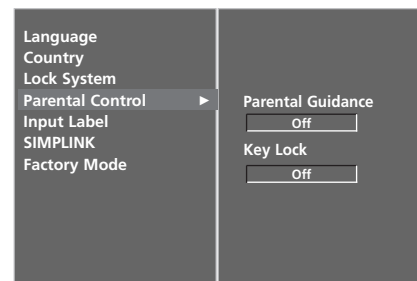 Language
Country
Lock System
Parental Control ►
Input Label
SIMPLINK
Factory Mode
Parental Guidance
Off
Key Lock
Off